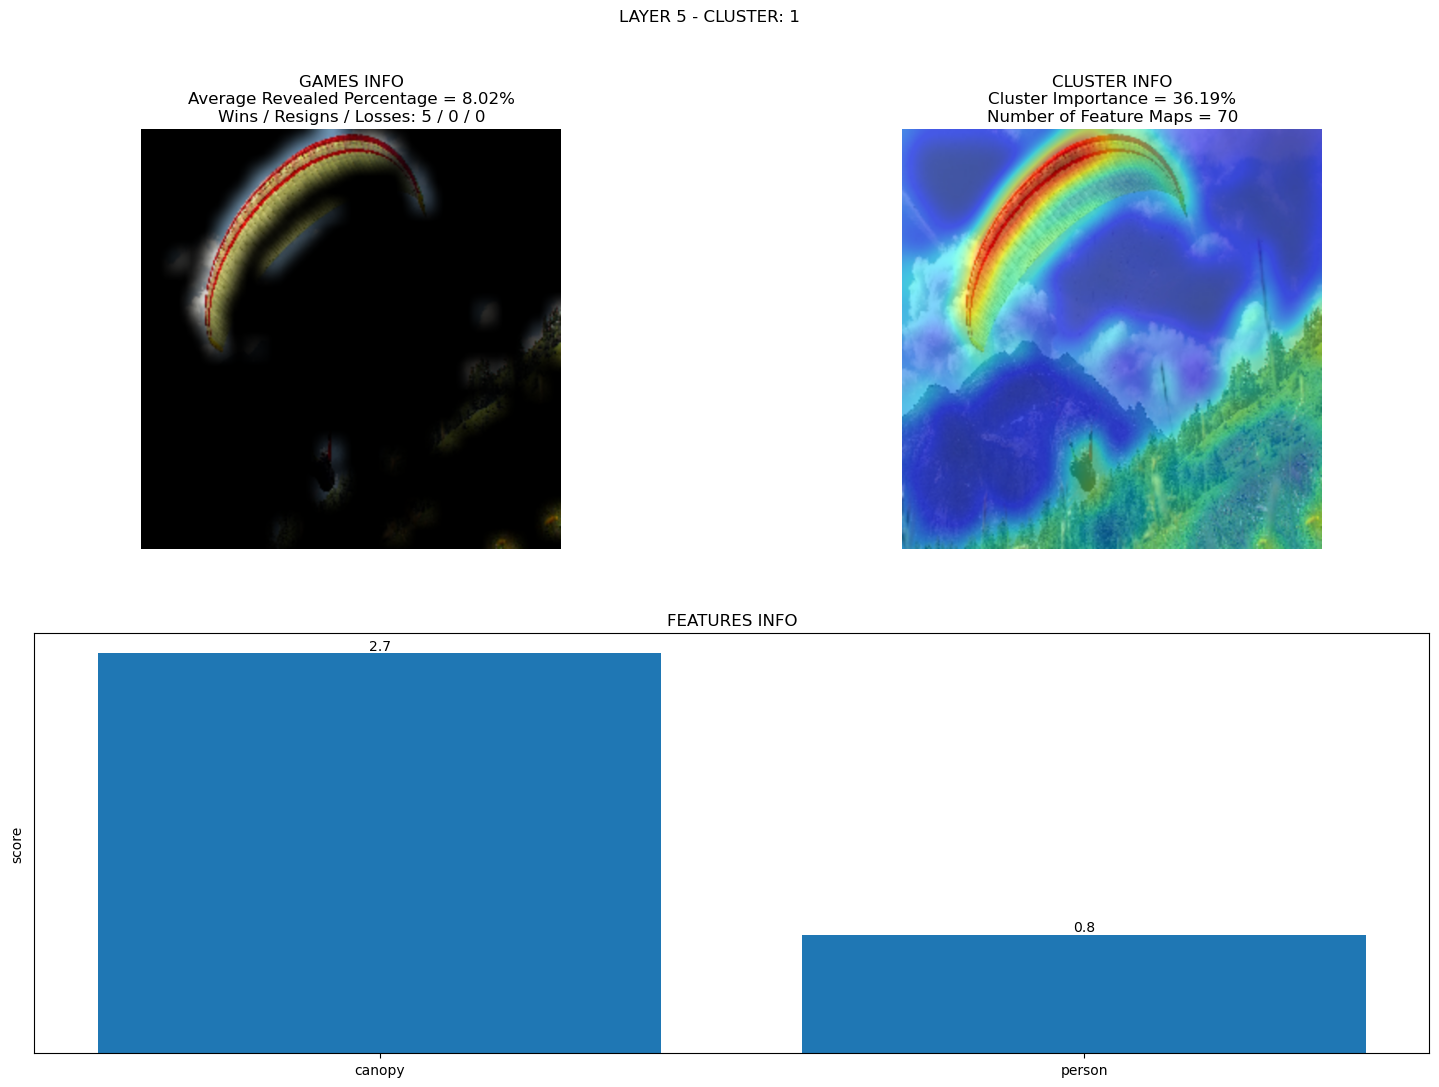 LAYER 5 - CLUSTER: 1
GAMES INFO
Average Revealed Percentage = 8.02%
Wins / Resigns / Losses: 5 / 0 / 0
CLUSTER INFO
Cluster Importance = 36.19%
Number of Feature Maps = 70
FEATURES INFO
2.7
0.8
score
canopy
person